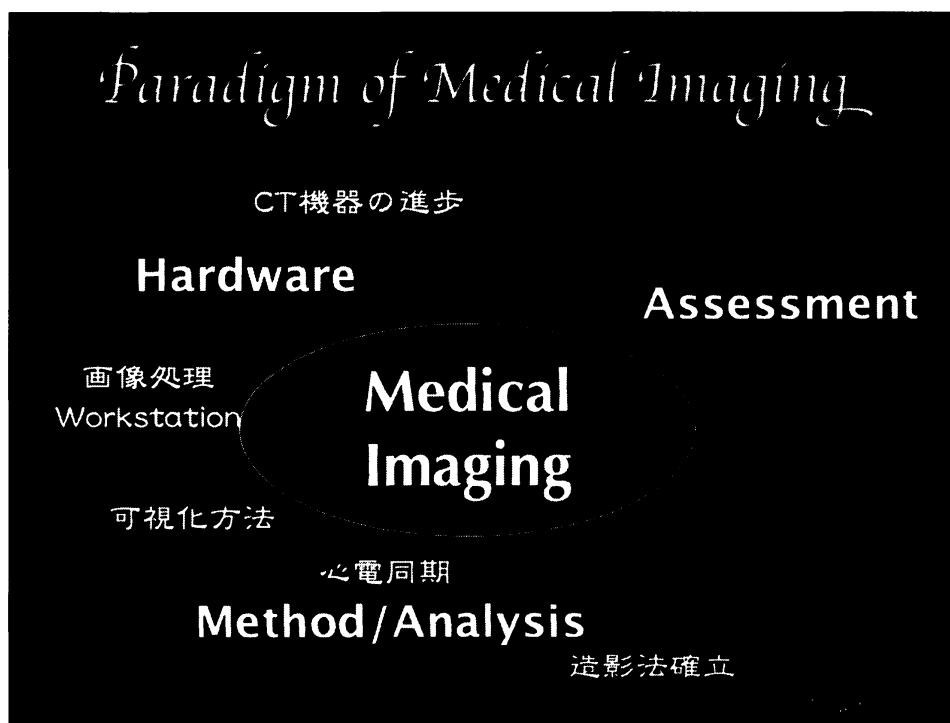 Paradigm of Medical Imaging
CT機器の進歩
Hardware
Assessment
画像処理
Workstation
Medical
Imaging
可視化方法
心電同期
Method/Analysis
造影法確立